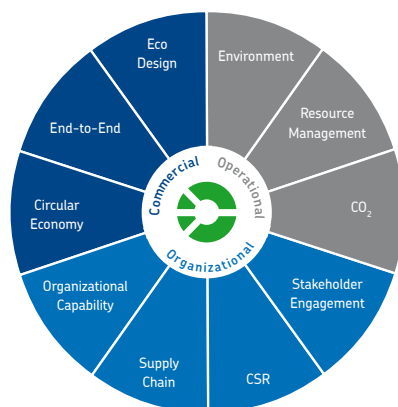 Eco
Design
Environment
Resource
Management
CO₂
Stakeholder
Engagement
CSR
Supply
Chain
Organizational
Capability
Circular
Economy
End-to-End
Commercial
Operational
Organizational